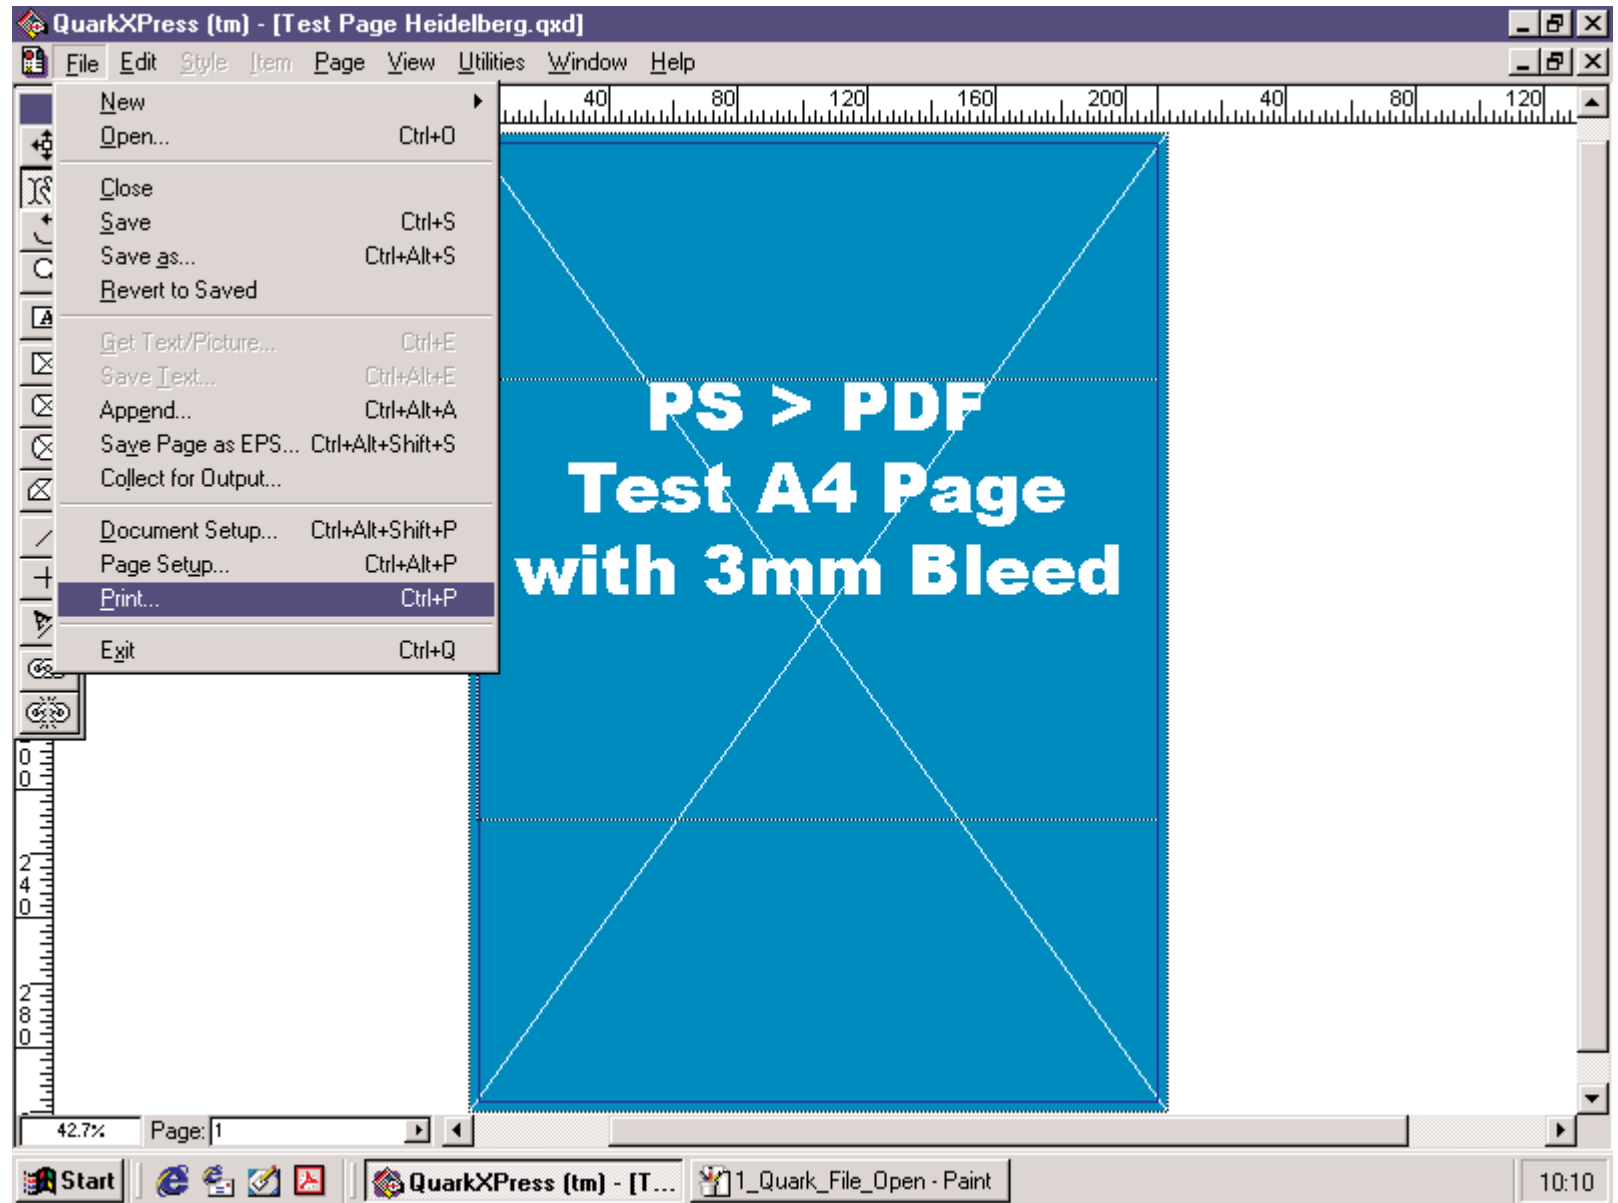 QuarkXPress (tm) - [Test Page Heidelberg.qxd]
File Edit Style Item Page View Utilities Window Help
New
Open... Ctrl+O
Close
Save Ctrl+S
Save as... Ctrl+Alt+S
Revert to Saved
Get Text/Picture... Ctrl+E
Save Text... Ctrl+Alt+E
Append... Ctrl+Alt+A
Save Page as EPS... Ctrl+Alt+Shift+S
Collect for Output...
Document Setup... Ctrl+Alt+Shift+P
Page Setup... Ctrl+Alt+P
Print... Ctrl+P
Exit Ctrl+Q
40 80 120 160 200 40 80 120
PS > PDF
Test A4 Page
with 3mm Bleed
240
280
42.7% Page: 1
Start QuarkXPress (tm) - [T... 1_Quark_File_Open - Paint 10:10